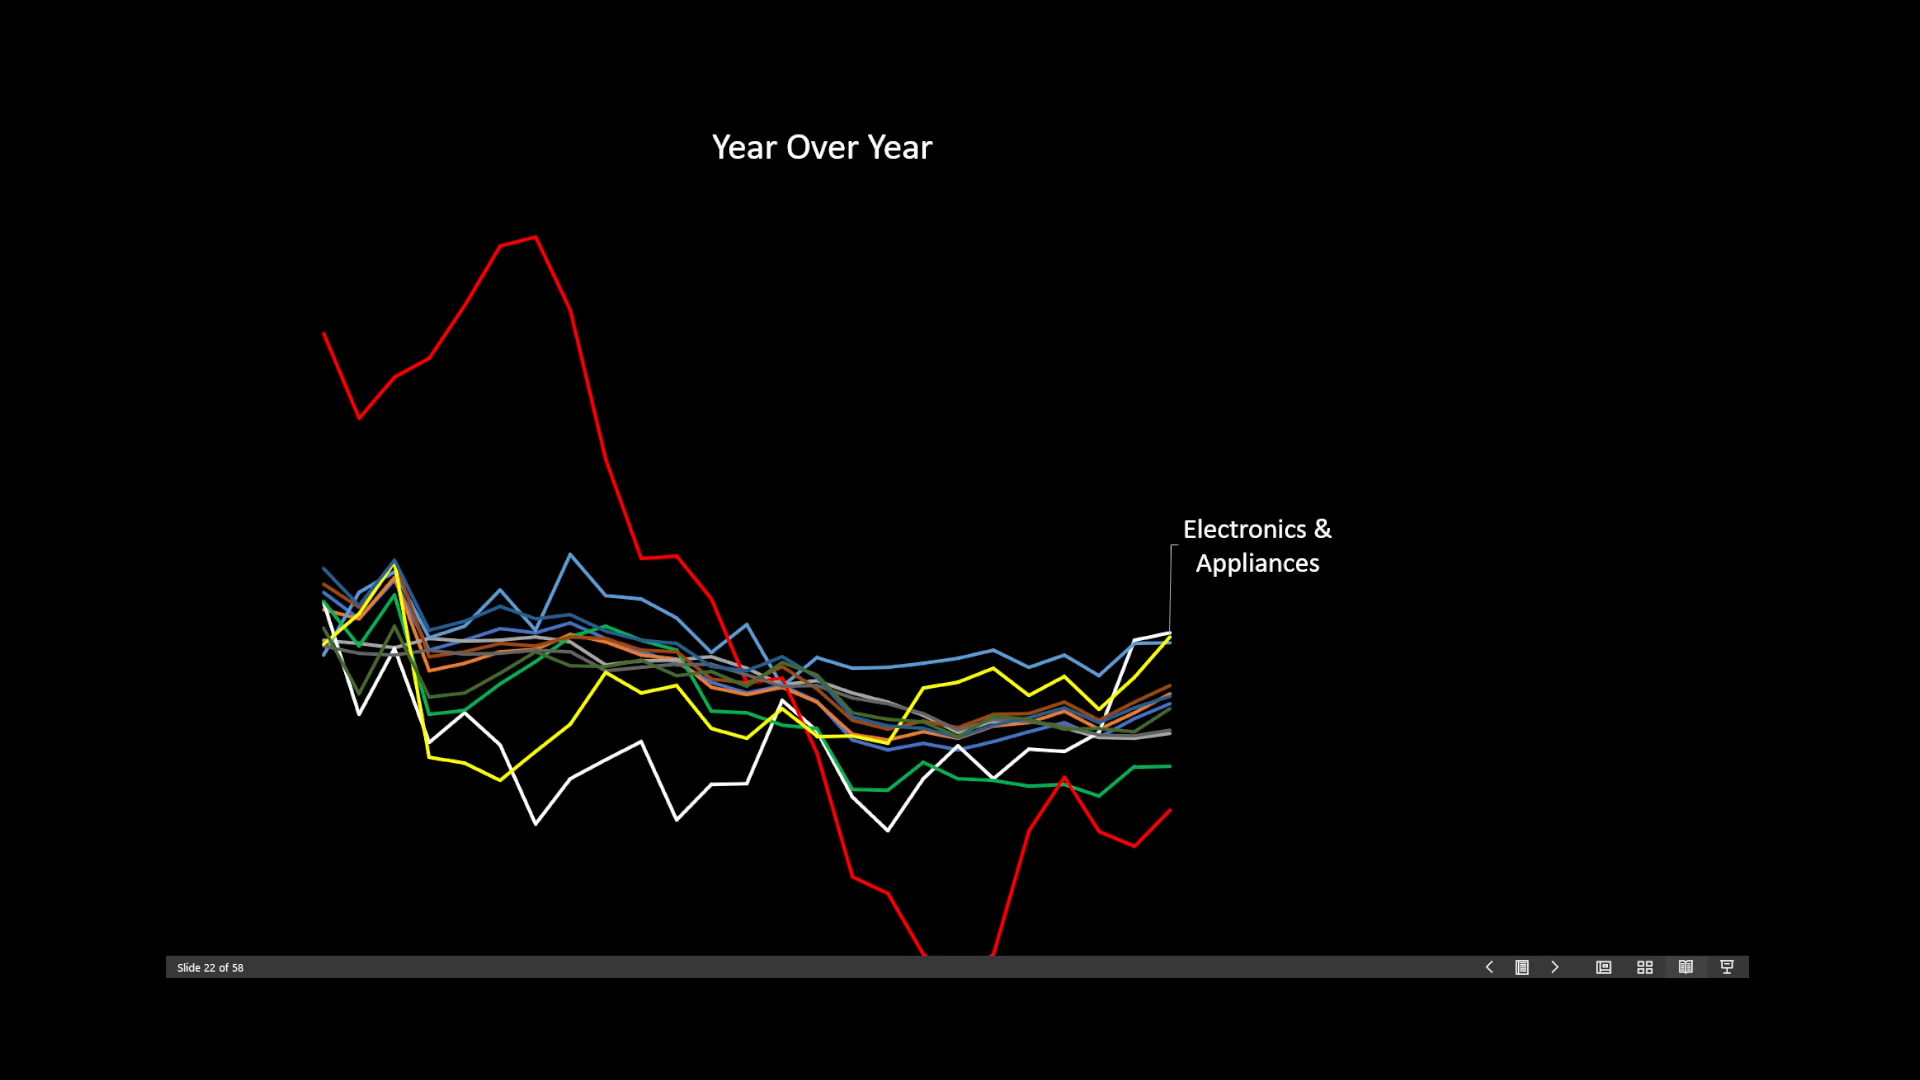 Year Over Year
Electronics &
Appliances
Slide 22 of 58